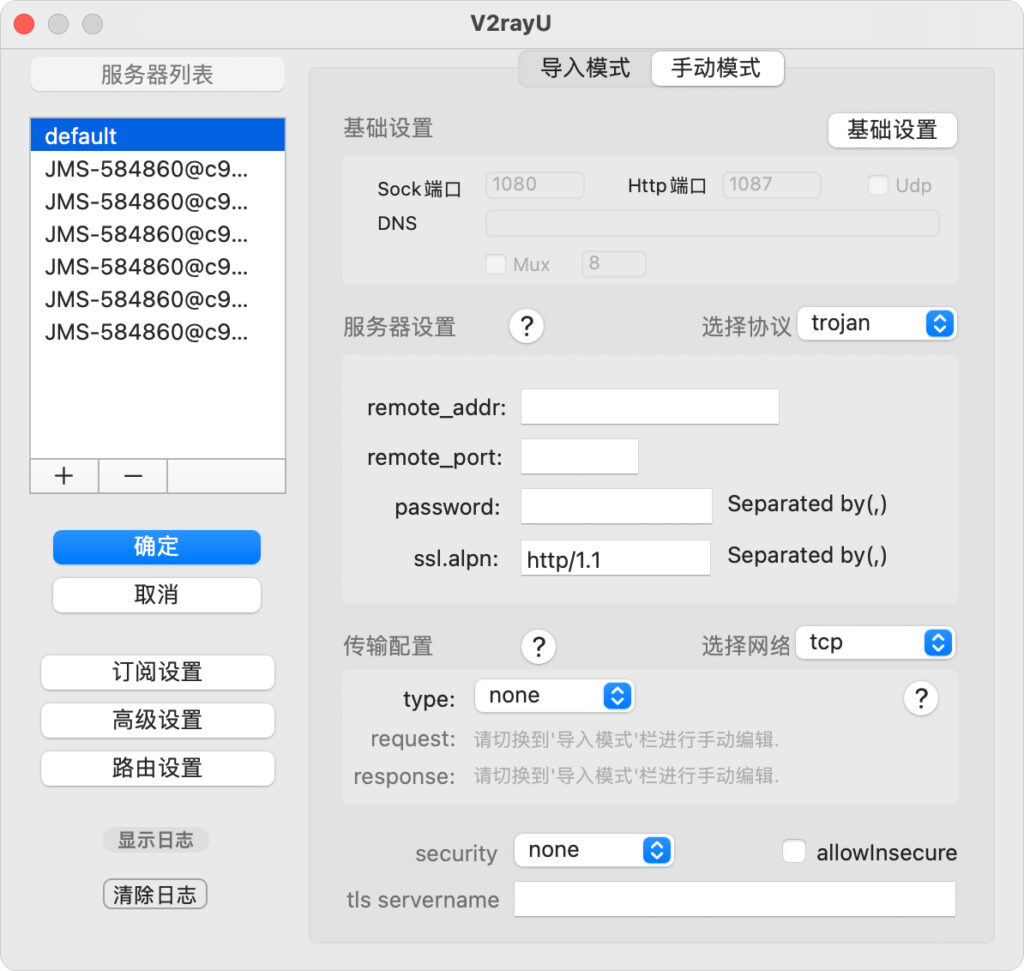 V2rayU
服务器列表
default
JMS-584860@c9...
JMS-584860@c9...
JMS-584860@c9...
JMS-584860@c9...
JMS-584860@c9...
JMS-584860@c9...
+ −
确定
取消
订阅设置
高级设置
路由设置
显示日志
清除日志
导入模式 手动模式
基础设置 基础设置
Sock端口 1080 Http端口 1087 Udp
DNS
Mux 8
服务器设置 ? 选择协议 trojan
remote_addr:
remote_port:
password: Separated by(,)
ssl.alpn: http/1.1 Separated by(,)
传输配置 ? 选择网络 tcp
type: none ?
request: 请切换到'导入模式'栏进行手动编辑.
response: 请切换到'导入模式'栏进行手动编辑.
security none allowInsecure
tls servername